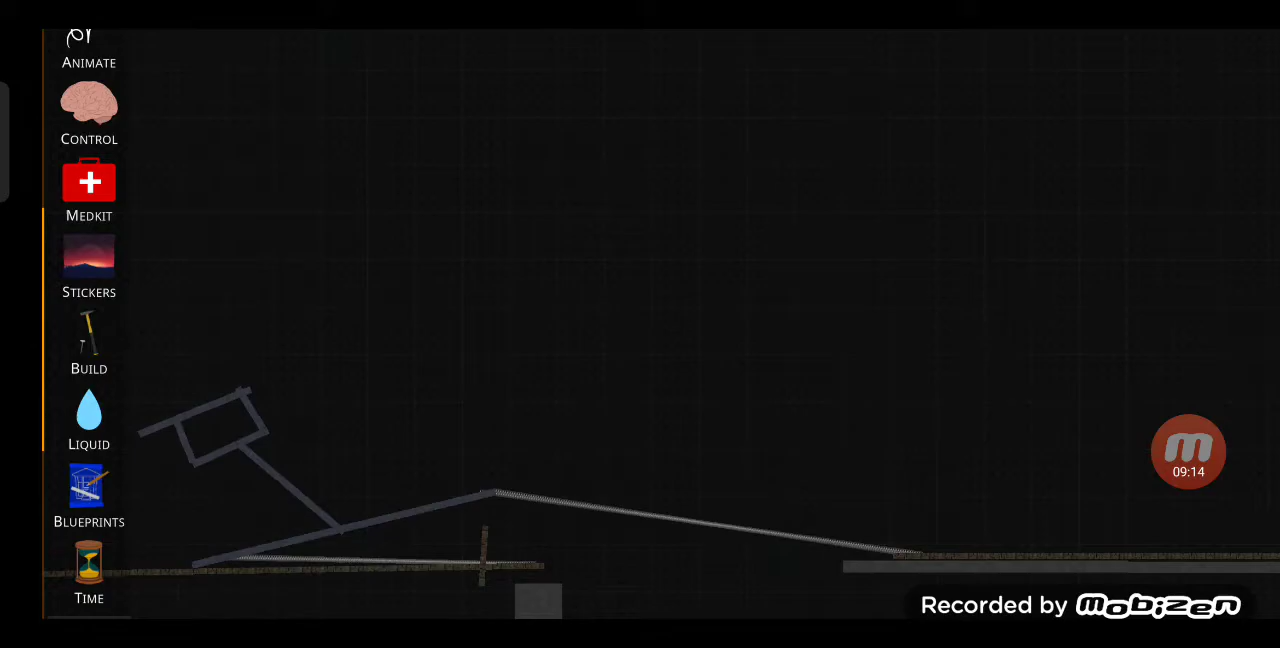 ANIMATE
CONTROL
MEDKIT
STICKERS
BUILD
LIQUID
BLUEPRINTS
TIME
09:14
Recorded by mobizen